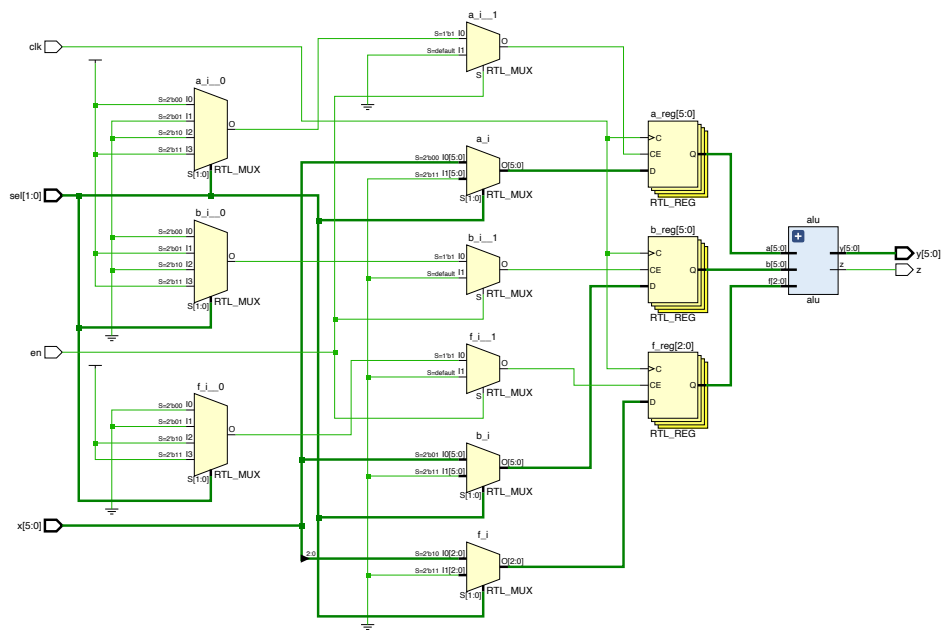 a_i__1
S=1'b1 I0
O
S=default I1
S RTL_MUX
clk
a_i__0
S=2'b00 I0
S=2'b01 I1
O
S=2'b10 I2
S=2'b11 I3
S[1:0] RTL_MUX
a_i
S=2'b00 I0[5:0]
O[5:0]
S=2'b11 I1[5:0]
S[1:0] RTL_MUX
a_reg[5:0]
C
CE
Q
D
RTL_REG
sel[1:0]
b_i__0
S=2'b00 I0
S=2'b01 I1
O
S=2'b10 I2
S=2'b11 I3
S[1:0] RTL_MUX
b_i__1
S=1'b1 I0
O
S=default I1
S RTL_MUX
b_reg[5:0]
C
CE
Q
D
RTL_REG
alu
a[5:0] y[5:0]
b[5:0] z
f[2:0]
alu
y[5:0]
z
en
f_i__1
S=1'b1 I0
O
S=default I1
S RTL_MUX
f_reg[2:0]
C
CE
Q
D
RTL_REG
f_i__0
S=2'b00 I0
S=2'b01 I1
O
S=2'b10 I2
S=2'b11 I3
S[1:0] RTL_MUX
b_i
S=2'b01 I0[5:0]
O[5:0]
S=2'b11 I1[5:0]
S[1:0] RTL_MUX
x[5:0]
f_i
2:0
S=2'b10 I0[2:0]
O[2:0]
S=2'b11 I1[2:0]
S[1:0] RTL_MUX